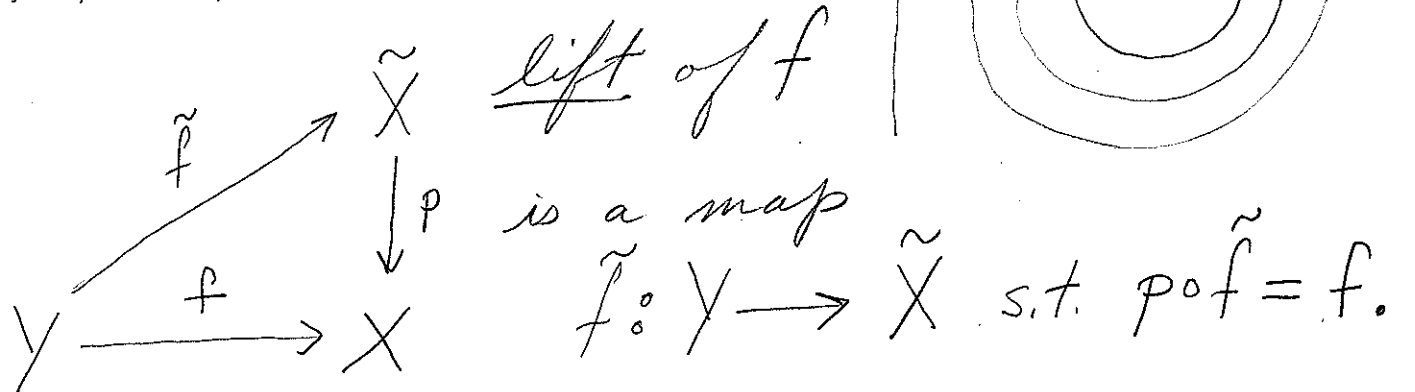 X̃ lift of f
f̃
p is a map
f
Y X f̃: Y → X̃ s.t. p∘f̃ = f.